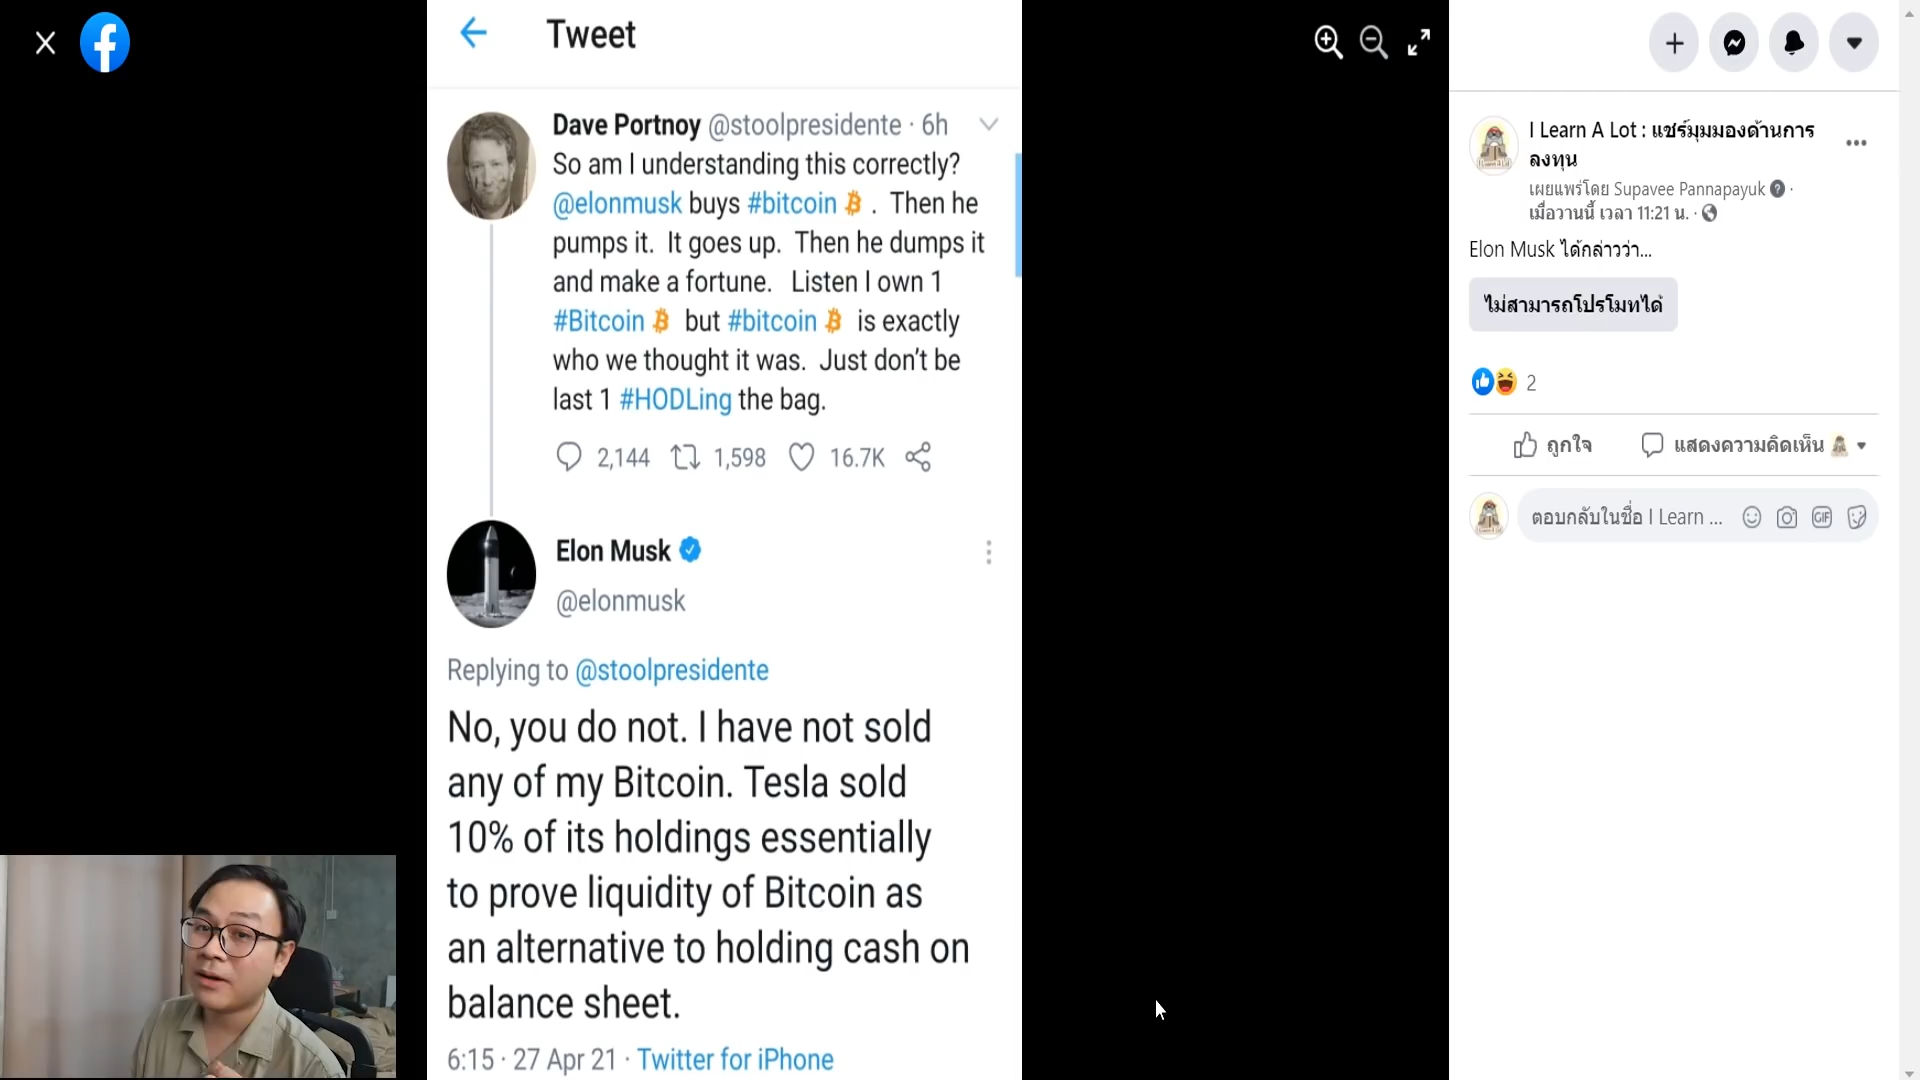 Tweet
Dave Portnoy @stoolpresidente · 6h
So am I understanding this correctly?
@elonmusk buys #bitcoin . Then he
pumps it. It goes up. Then he dumps it
and make a fortune. Listen I own 1
#Bitcoin but #bitcoin is exactly
who we thought it was. Just don't be
last 1 #HODLing the bag.
2,144 1,598 16.7K
Elon Musk
@elonmusk
Replying to @stoolpresidente
No, you do not. I have not sold
any of my Bitcoin. Tesla sold
10% of its holdings essentially
to prove liquidity of Bitcoin as
an alternative to holding cash on
balance sheet.
6:15 · 27 Apr 21 · Twitter for iPhone
I Learn A Lot : แชร์มุมมองด้านการ
ลงทุน
เผยแพร่โดย Supavee Pannapayuk ·
เมื่อวานนี้ เวลา 11:21 น. ·
Elon Musk ได้กล่าวว่า...
ไม่สามารถโปรโมทได้
2
ถูกใจ แสดงความคิดเห็น
ตอบกลับในชื่อ I Learn ... GIF